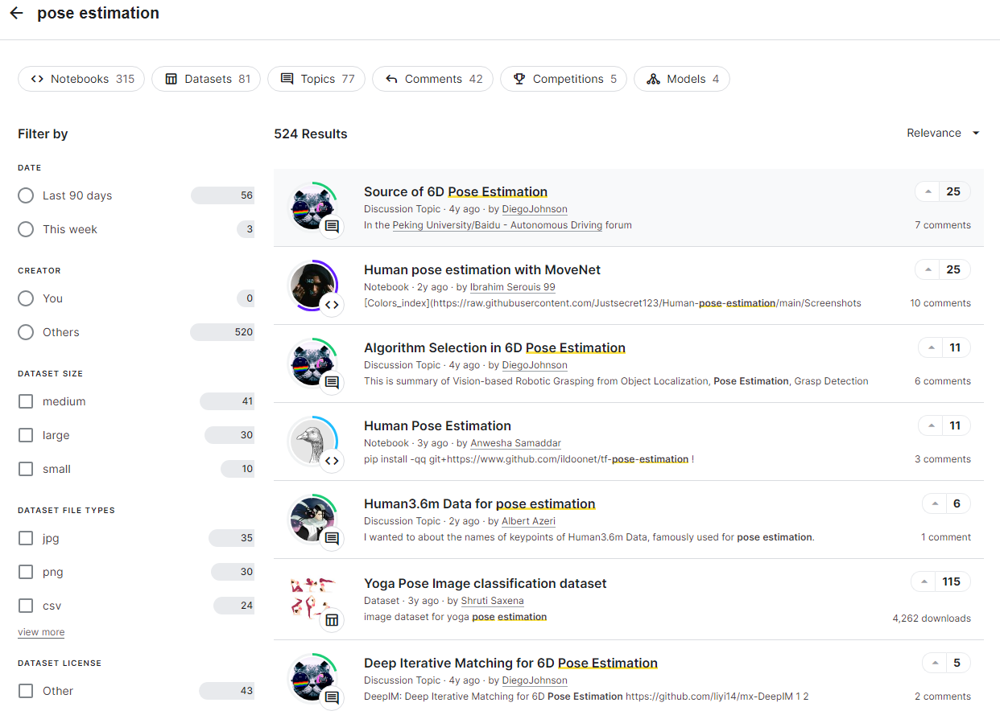 pose estimation
Notebooks 315 Datasets 81 Topics 77 Comments 42 Competitions 5 Models 4
Filter by
DATE
Last 90 days 56
This week 3
CREATOR
You 0
Others 520
DATASET SIZE
medium 41
large 30
small 10
DATASET FILE TYPES
jpg 35
png 30
csv 24
view more
DATASET LICENSE
Other 43
524 Results
Relevance
Source of 6D Pose Estimation
25
Discussion Topic · 4y ago · by DiegoJohnson
In the Peking University/Baidu - Autonomous Driving forum
7 comments
Human pose estimation with MoveNet
25
Notebook · 2y ago · by Ibrahim Serouis 99
[Colors_index](https://raw.githubusercontent.com/Justsecret123/Human-pose-estimation/main/Screenshots
10 comments
Algorithm Selection in 6D Pose Estimation
11
Discussion Topic · 4y ago · by DiegoJohnson
This is summary of Vision-based Robotic Grasping from Object Localization, Pose Estimation, Grasp Detection
6 comments
Human Pose Estimation
11
Notebook · 3y ago · by Anwesha Samaddar
pip install -qq git+https://www.github.com/ildoonet/tf-pose-estimation !
3 comments
Human3.6m Data for pose estimation
6
Discussion Topic · 2y ago · by Albert Azeri
I wanted to about the names of keypoints of Human3.6m Data, famously used for pose estimation.
1 comment
Yoga Pose Image classification dataset
115
Dataset · 3y ago · by Shruti Saxena
image dataset for yoga pose estimation
4,262 downloads
Deep Iterative Matching for 6D Pose Estimation
5
Discussion Topic · 4y ago · by DiegoJohnson
DeepIM: Deep Iterative Matching for 6D Pose Estimation https://github.com/liyi14/mx-DeepIM 1 2
2 comments